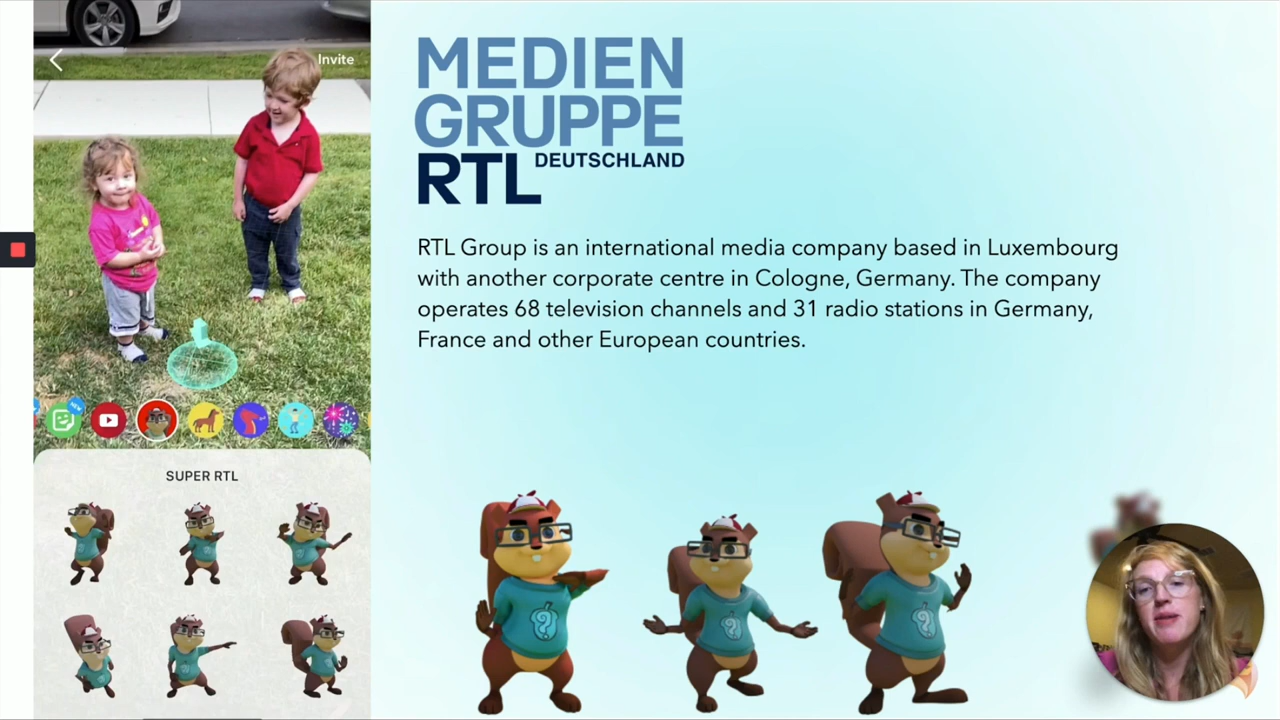 Invite
NEW
SUPER RTL
MEDIEN
GRUPPE
RTL DEUTSCHLAND
RTL Group is an international media company based in Luxembourg
with another corporate centre in Cologne, Germany. The company
operates 68 television channels and 31 radio stations in Germany,
France and other European countries.